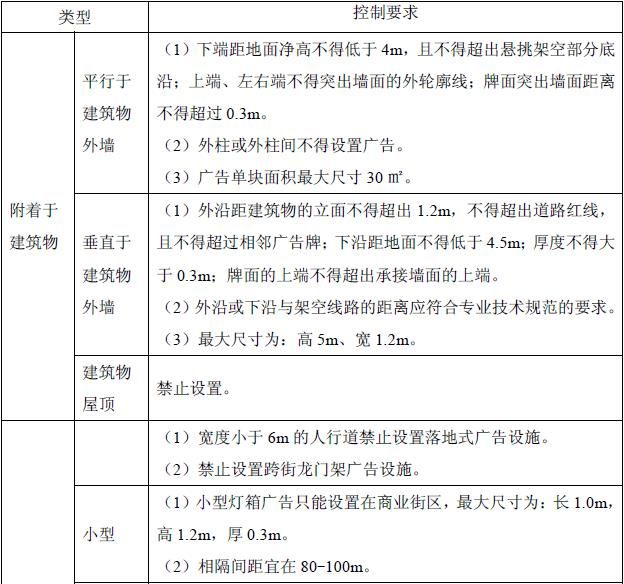 类型
控制要求
附着于
建筑物
平行于
建筑物
外墙
（1）下端距地面净高不得低于 4m，且不得超出悬挑架空部分底
沿；上端、左右端不得突出墙面的外轮廓线；牌面突出墙面距离
不得超过 0.3m。
（2）外柱或外柱间不得设置广告。
（3）广告单块面积最大尺寸 30 ㎡。
垂直于
建筑物
外墙
（1）外沿距建筑物的立面不得超出 1.2m，不得超出道路红线，
且不得超过相邻广告牌；下沿距地面不得低于 4.5m；厚度不得大
于 0.3m；牌面的上端不得超出承接墙面的上端。
（2）外沿或下沿与架空线路的距离应符合专业技术规范的要求。
（3）最大尺寸为：高 5m、宽 1.2m。
建筑物
屋顶
禁止设置。
（1）宽度小于 6m 的人行道禁止设置落地式广告设施。
（2）禁止设置跨街龙门架广告设施。
小型
（1）小型灯箱广告只能设置在商业街区，最大尺寸为：长 1.0m，
高 1.2m，厚 0.3m。
（2）相隔间距宜在 80-100m。